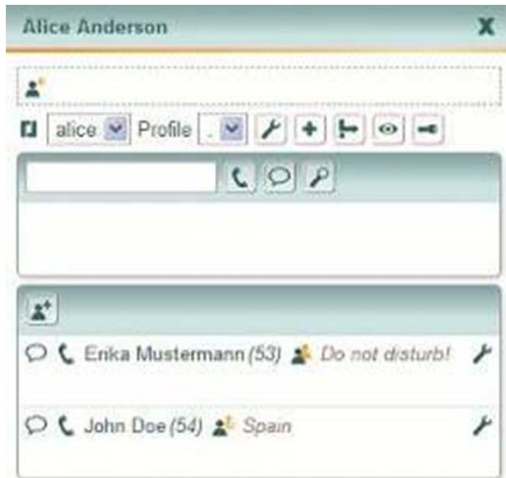 Alice Anderson X
alice Profile .
Erika Mustermann (53) Do not disturb!
John Doe (54) Spain